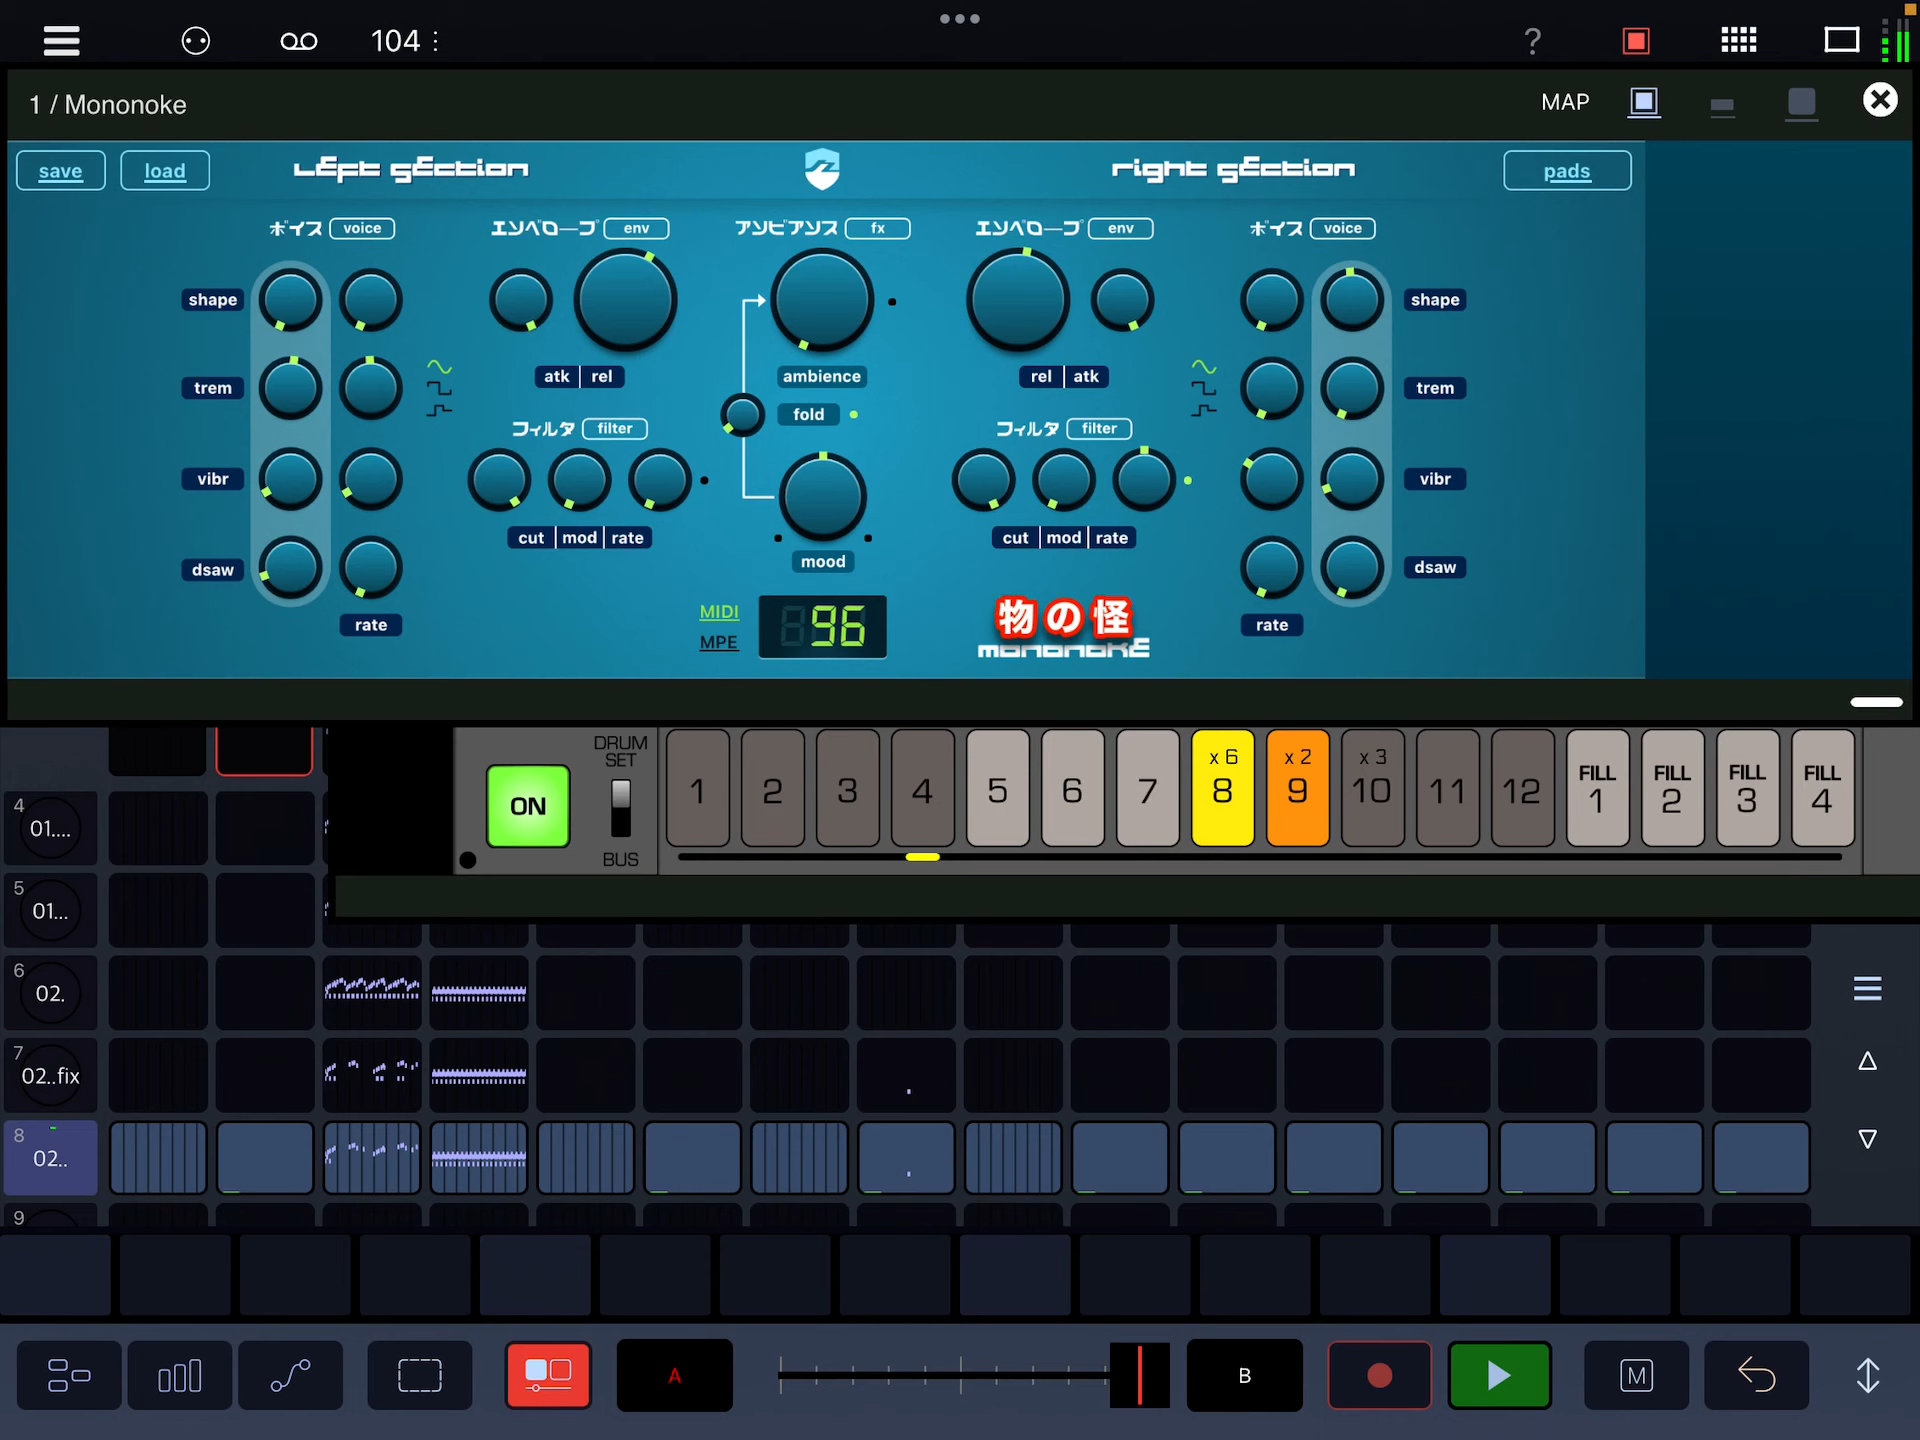 104
?
1 / Mononoke
MAP
save
load
LEft SEction
Right SEction
pads
ボイス voice
エンベロープ env
アンビアンス fx
エンベロープ env
ボイス voice
shape
shape
trem
atk rel
ambience
rel atk
trem
fold
フィルタ filter
フィルタ filter
vibr
vibr
cut mod rate
cut mod rate
mood
dsaw
dsaw
rate
MIDI
96
物の怪
rate
MPE
mononokE
DRUM
SET
ON
BUS
1
2
3
4
5
6
7
x 6
8
x 2
9
x 3
10
11
12
FILL
1
FILL
2
FILL
3
FILL
4
4
01....
5
01...
6
02.
7
02..fix
8
02..
9
A
B
M